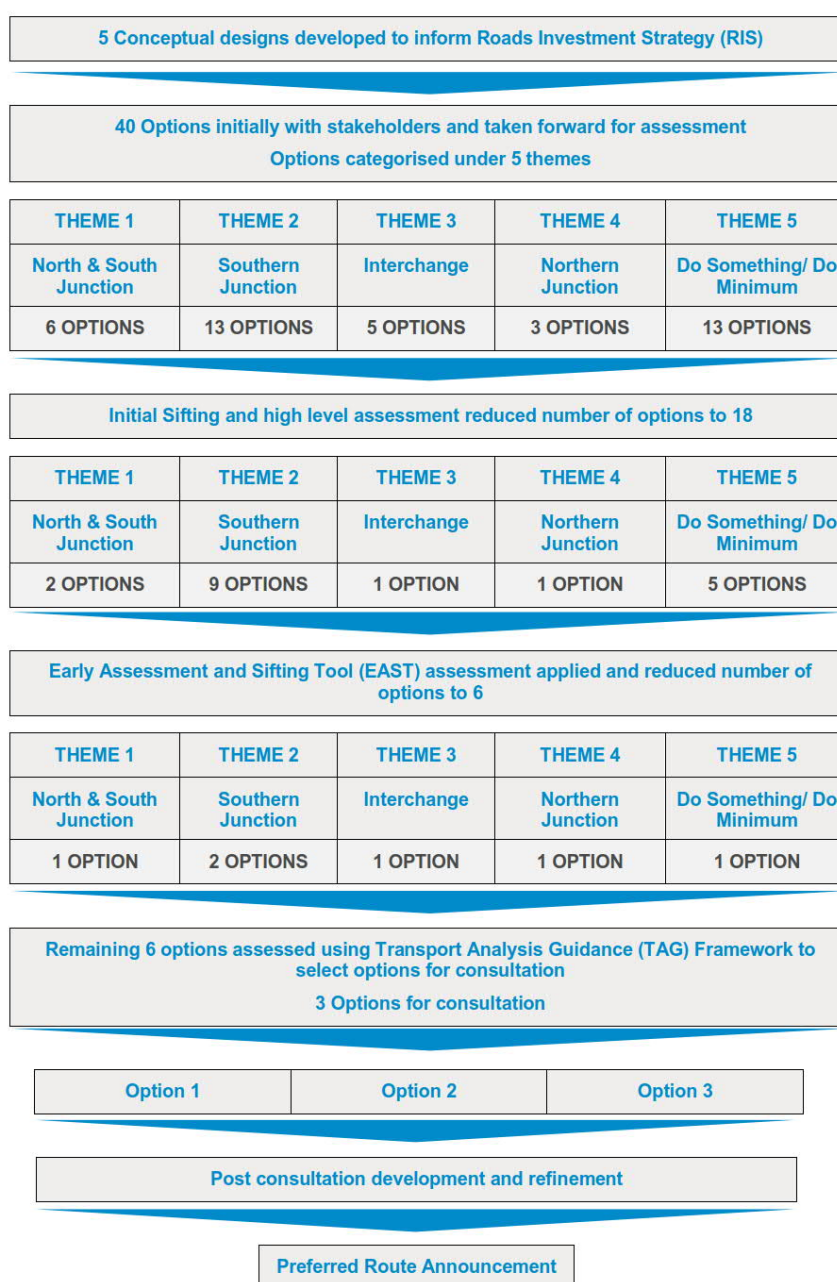 5 Conceptual designs developed to inform Roads Investment Strategy (RIS)
40 Options initially with stakeholders and taken forward for assessment
Options categorised under 5 themes
THEME 1
THEME 2
THEME 3
THEME 4
THEME 5
North & South
Junction
Southern
Junction
Interchange
Northern
Junction
Do Something/ Do
Minimum
6 OPTIONS
13 OPTIONS
5 OPTIONS
3 OPTIONS
13 OPTIONS
Initial Sifting and high level assessment reduced number of options to 18
THEME 1
THEME 2
THEME 3
THEME 4
THEME 5
North & South
Junction
Southern
Junction
Interchange
Northern
Junction
Do Something/ Do
Minimum
2 OPTIONS
9 OPTIONS
1 OPTION
1 OPTION
5 OPTIONS
Early Assessment and Sifting Tool (EAST) assessment applied and reduced number of
options to 6
THEME 1
THEME 2
THEME 3
THEME 4
THEME 5
North & South
Junction
Southern
Junction
Interchange
Northern
Junction
Do Something/ Do
Minimum
1 OPTION
2 OPTIONS
1 OPTION
1 OPTION
1 OPTION
Remaining 6 options assessed using Transport Analysis Guidance (TAG) Framework to
select options for consultation
3 Options for consultation
Option 1
Option 2
Option 3
Post consultation development and refinement
Preferred Route Announcement